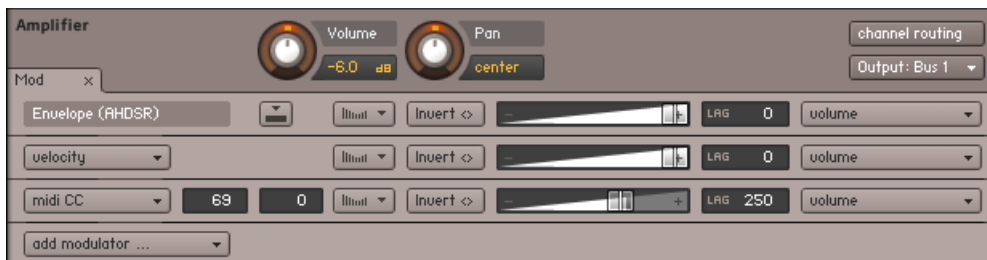 Amplifier
Volume
Pan
channel routing
-6.0 dB
center
Output: Bus 1
Mod x
Envelope (AHDSR) Invert <> - + LAG 0 volume
velocity Invert <> - + LAG 0 volume
midi CC 69 0 Invert <> - + LAG 250 volume
add modulator ...